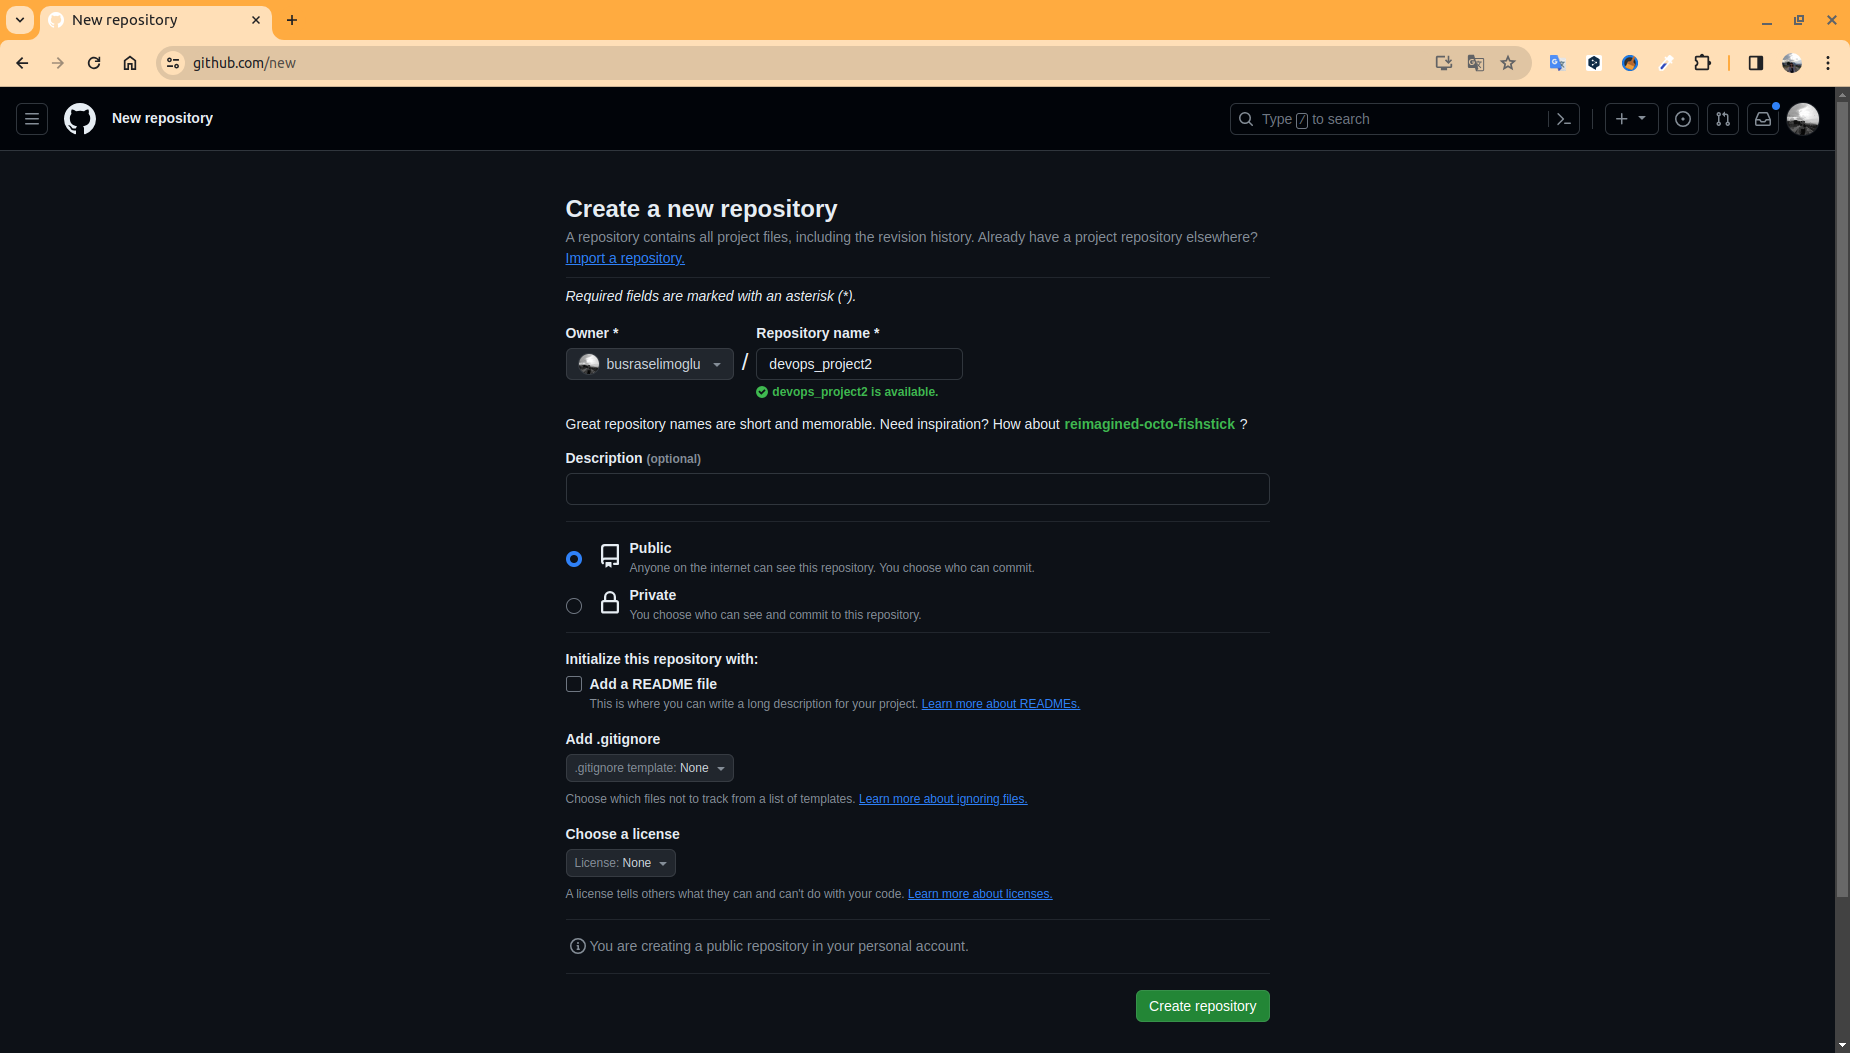 New repository
github.com/new
New repository
Type / to search
Create a new repository
A repository contains all project files, including the revision history. Already have a project repository elsewhere?
Import a repository.
Required fields are marked with an asterisk (*).
Owner * Repository name *
busraselimoglu / devops_project2
devops_project2 is available.
Great repository names are short and memorable. Need inspiration? How about reimagined-octo-fishstick ?
Description (optional)
Public
Anyone on the internet can see this repository. You choose who can commit.
Private
You choose who can see and commit to this repository.
Initialize this repository with:
Add a README file
This is where you can write a long description for your project. Learn more about READMEs.
Add .gitignore
.gitignore template: None
Choose which files not to track from a list of templates. Learn more about ignoring files.
Choose a license
License: None
A license tells others what they can and can't do with your code. Learn more about licenses.
You are creating a public repository in your personal account.
Create repository